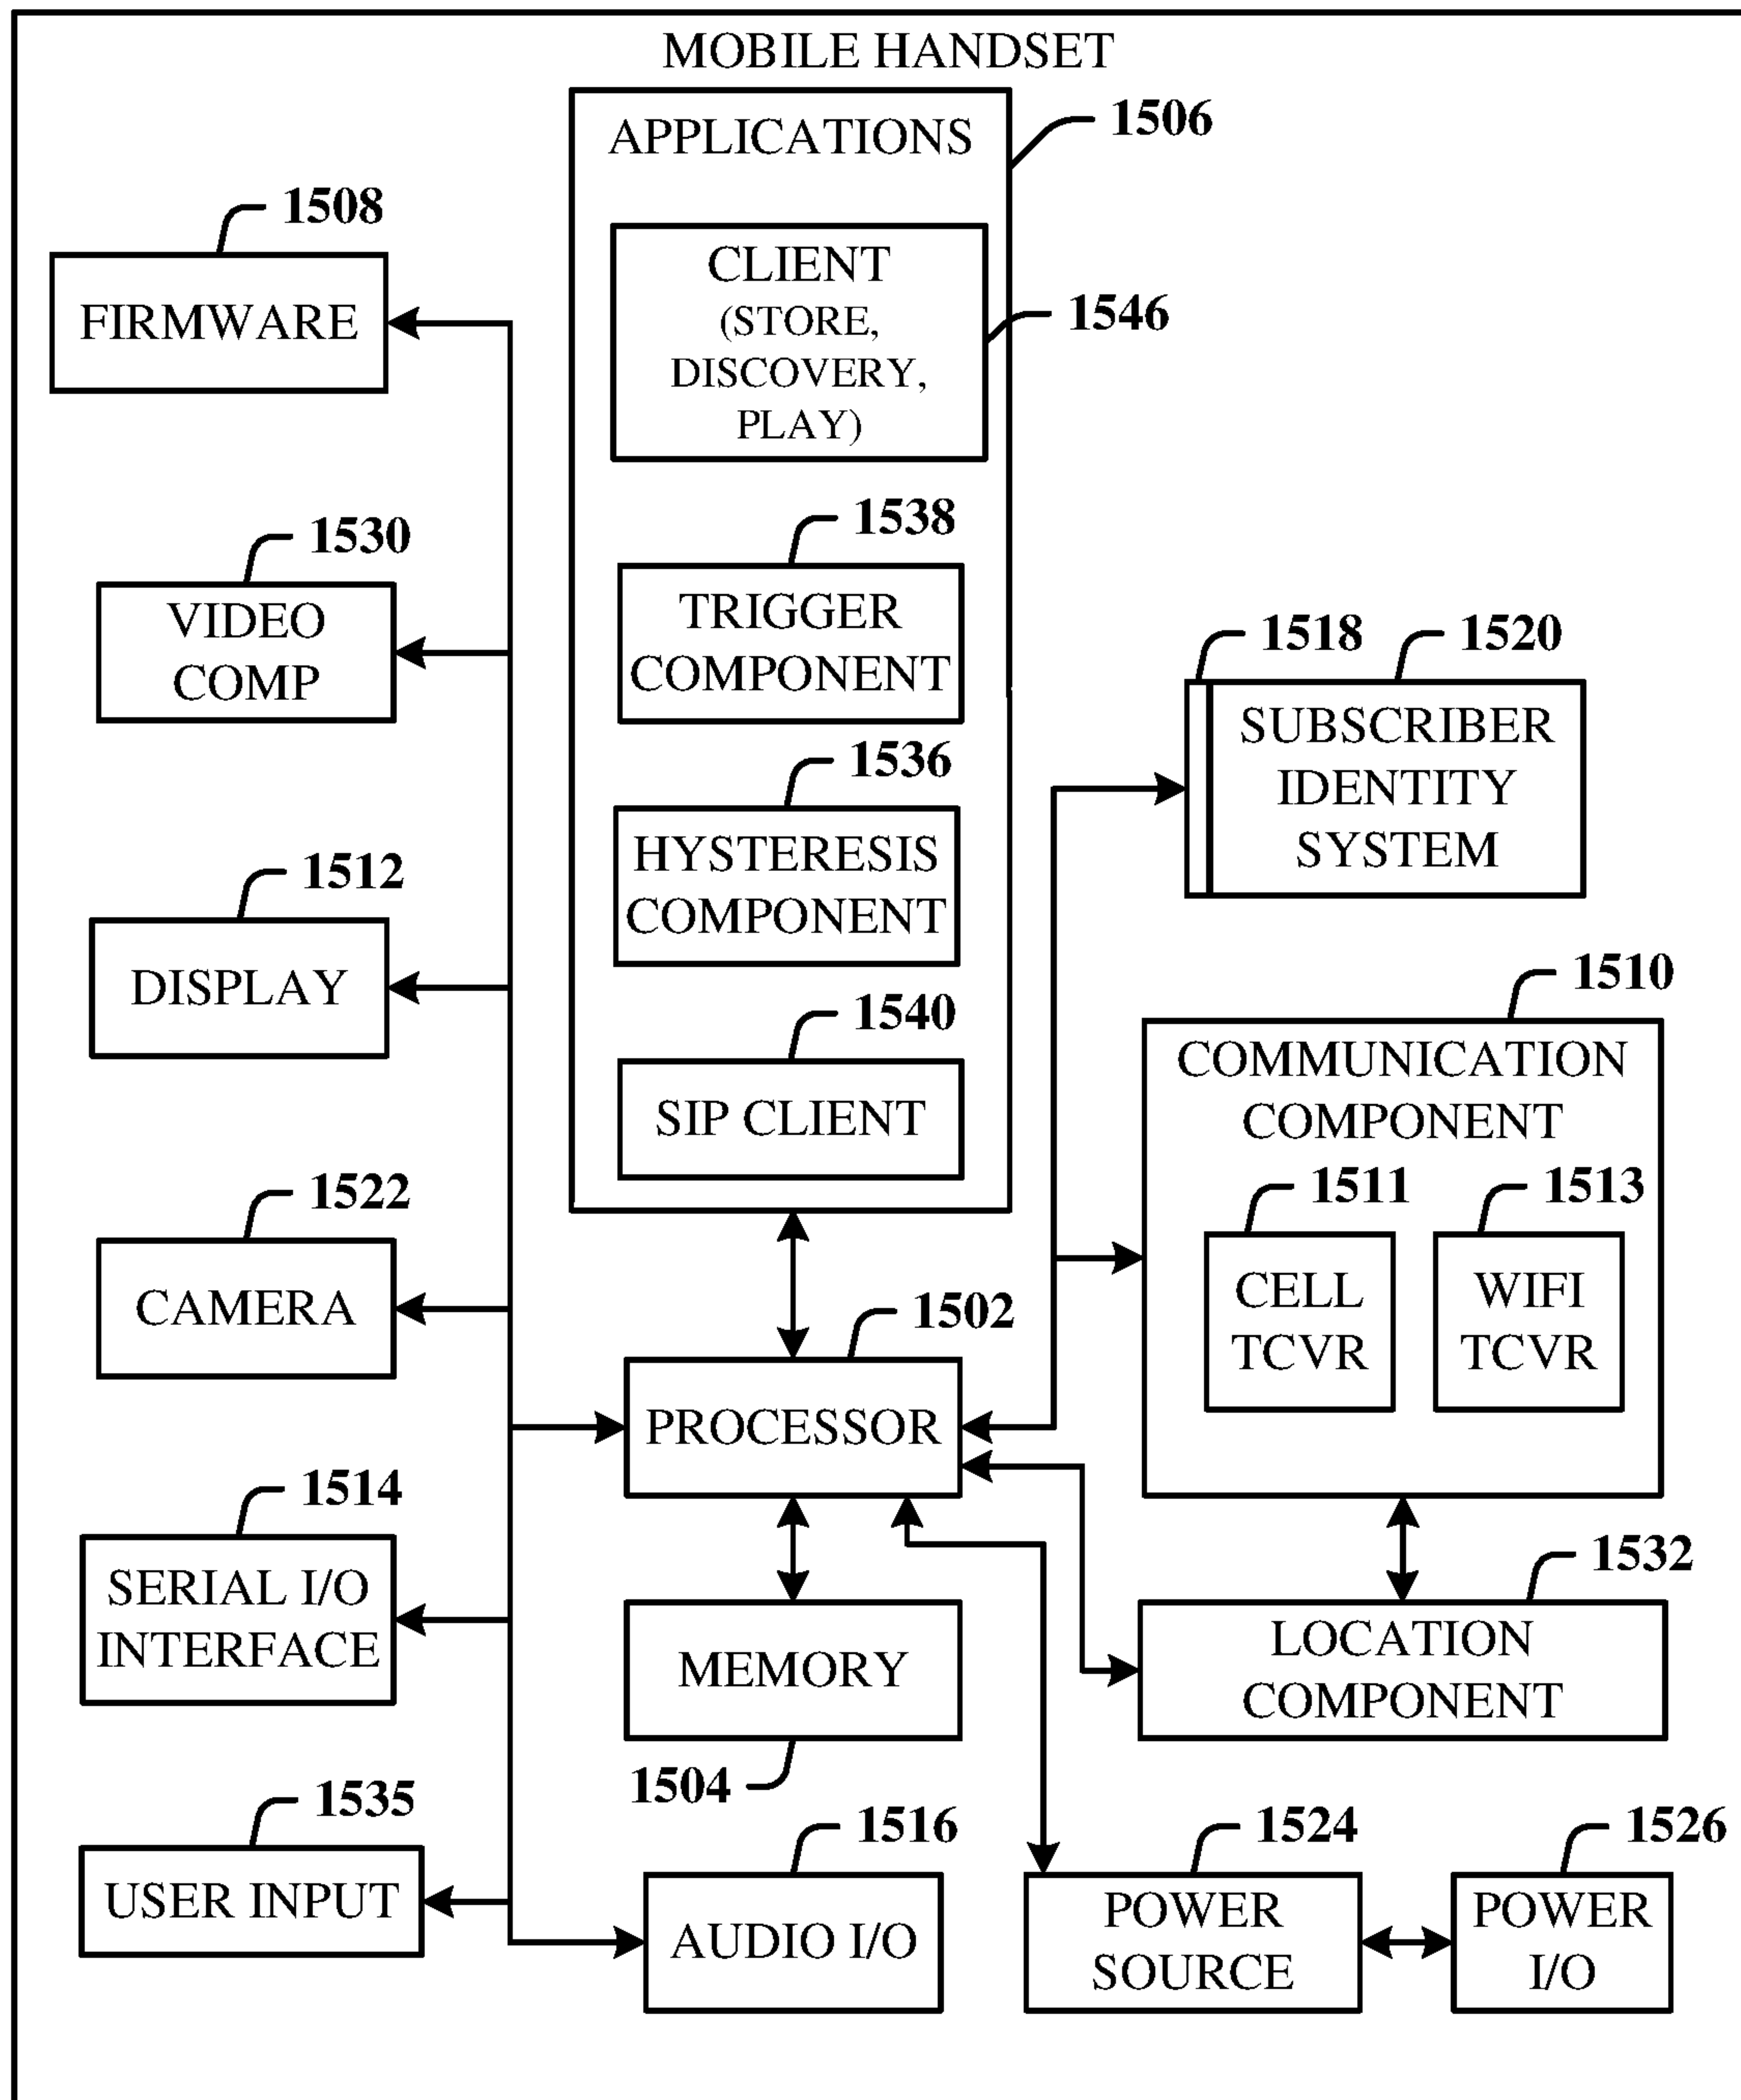 MOBILE HANDSET
APPLICATIONS
1506
1508
FIRMWARE
CLIENT
(STORE,
DISCOVERY,
PLAY)
1546
1530
VIDEO
COMP
1538
TRIGGER
COMPONENT
1518
1520
SUBSCRIBER
IDENTITY
SYSTEM
1536
HYSTERESIS
COMPONENT
1512
DISPLAY
1540
SIP CLIENT
1510
COMMUNICATION
COMPONENT
1511
CELL
TCVR
1513
WIFI
TCVR
1522
CAMERA
1502
PROCESSOR
1514
SERIAL I/O
INTERFACE
MEMORY
1504
1532
LOCATION
COMPONENT
1535
USER INPUT
1516
AUDIO I/O
1524
POWER
SOURCE
1526
POWER
I/O